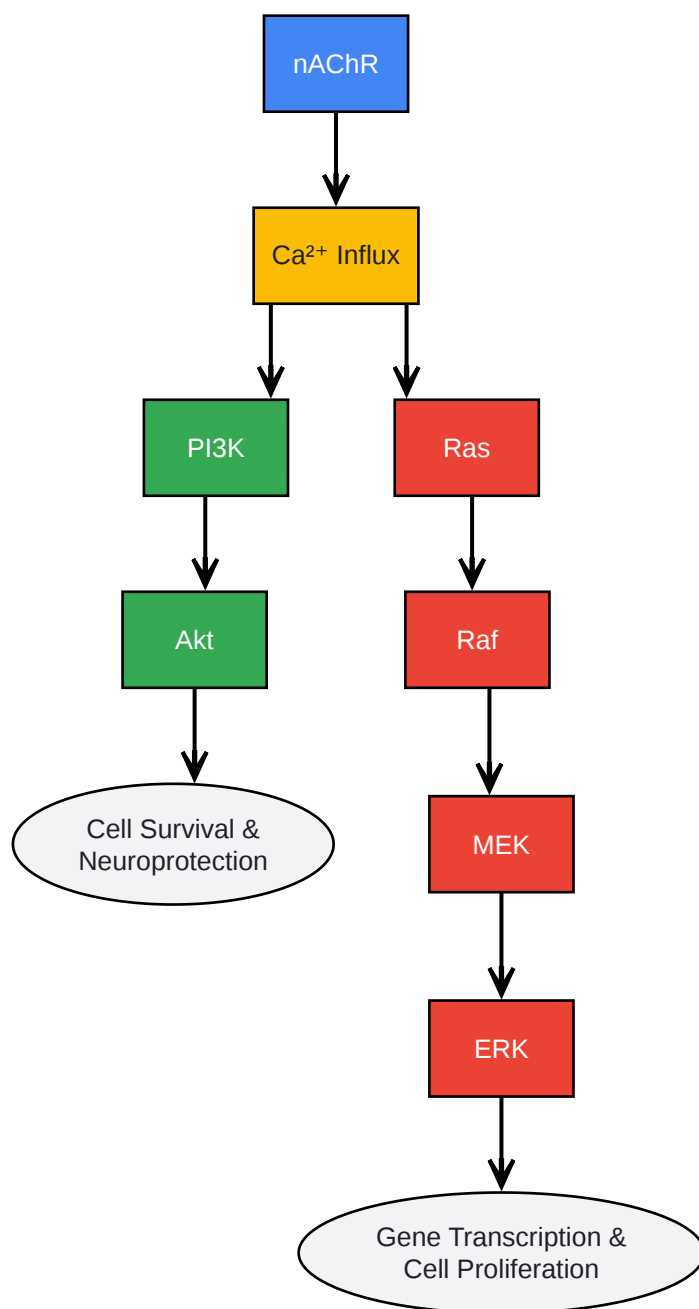 nAChR
Ca²⁺ Influx
PI3K
Ras
Akt
Raf
Cell Survival &
Neuroprotection
MEK
ERK
Gene Transcription &
Cell Proliferation